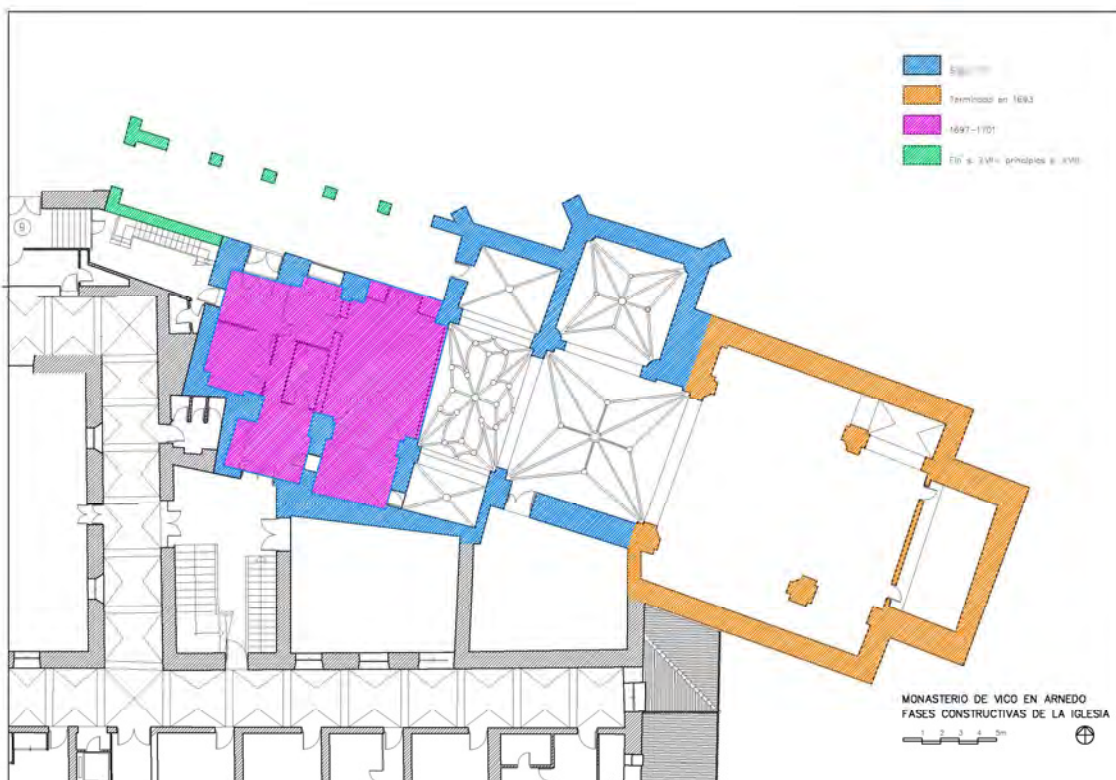 Terminado en 1693
1697-1701
Fin s. XVII- principios s. XVIII
9
MONASTERIO DE VICO EN ARNEDO
FASES CONSTRUCTIVAS DE LA IGLESIA
1 2 3 4 5m